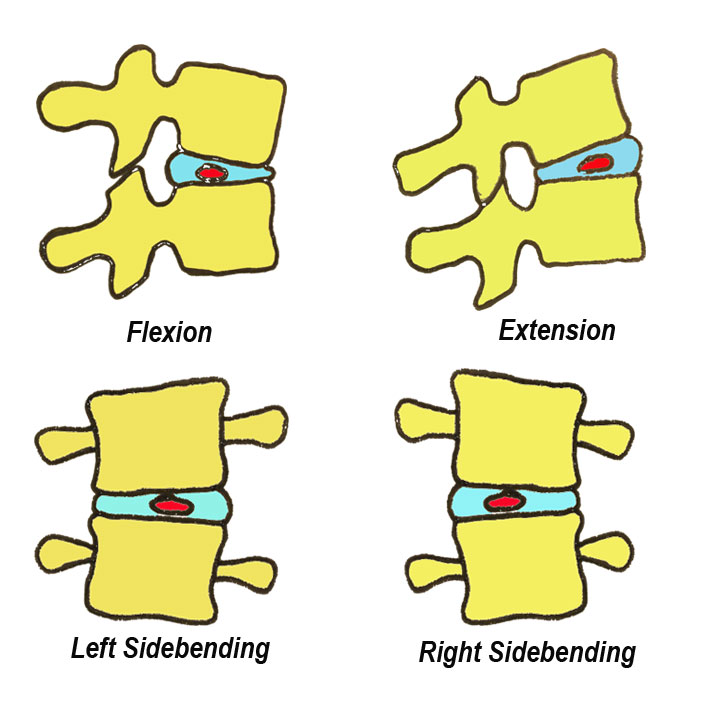 Flexion
Extension
Left Sidebending
Right Sidebending